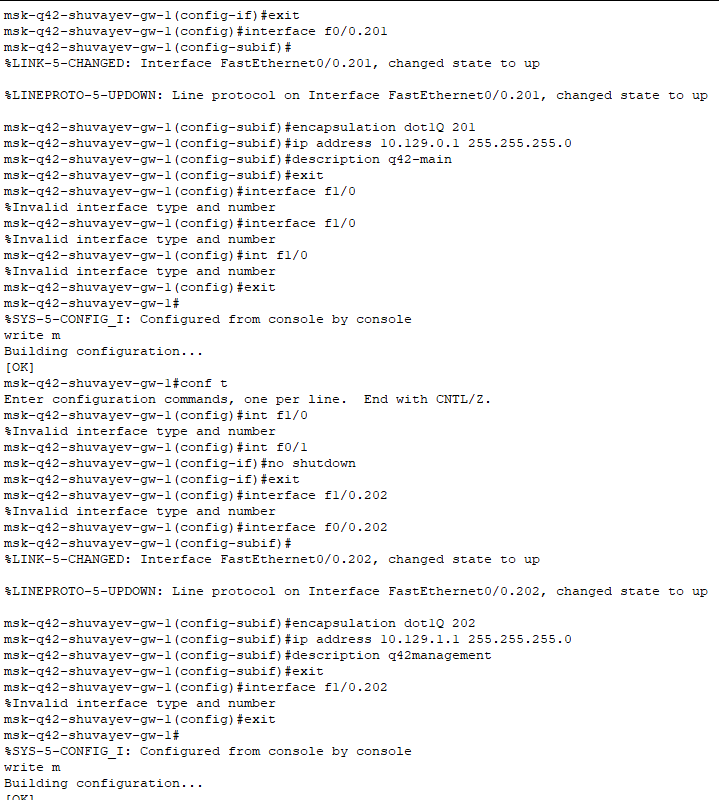 msk-q42-shuvayev-gw-1(config-if)#exit
msk-q42-shuvayev-gw-1(config)#interface f0/0.201
msk-q42-shuvayev-gw-1(config-subif)#
%LINK-5-CHANGED: Interface FastEthernet0/0.201, changed state to up
%LINEPROTO-5-UPDOWN: Line protocol on Interface FastEthernet0/0.201, changed state to up
msk-q42-shuvayev-gw-1(config-subif)#encapsulation dot1Q 201
msk-q42-shuvayev-gw-1(config-subif)#ip address 10.129.0.1 255.255.255.0
msk-q42-shuvayev-gw-1(config-subif)#description q42-main
msk-q42-shuvayev-gw-1(config-subif)#exit
msk-q42-shuvayev-gw-1(config)#interface f1/0
%Invalid interface type and number
msk-q42-shuvayev-gw-1(config)#interface f1/0
%Invalid interface type and number
msk-q42-shuvayev-gw-1(config)#int f1/0
%Invalid interface type and number
msk-q42-shuvayev-gw-1(config)#exit
msk-q42-shuvayev-gw-1#
%SYS-5-CONFIG_I: Configured from console by console
write m
Building configuration...
[OK]
msk-q42-shuvayev-gw-1#conf t
Enter configuration commands, one per line.  End with CNTL/Z.
msk-q42-shuvayev-gw-1(config)#int f1/0
%Invalid interface type and number
msk-q42-shuvayev-gw-1(config)#int f0/1
msk-q42-shuvayev-gw-1(config-if)#no shutdown
msk-q42-shuvayev-gw-1(config-if)#exit
msk-q42-shuvayev-gw-1(config)#interface f1/0.202
%Invalid interface type and number
msk-q42-shuvayev-gw-1(config)#interface f0/0.202
msk-q42-shuvayev-gw-1(config-subif)#
%LINK-5-CHANGED: Interface FastEthernet0/0.202, changed state to up
%LINEPROTO-5-UPDOWN: Line protocol on Interface FastEthernet0/0.202, changed state to up
msk-q42-shuvayev-gw-1(config-subif)#encapsulation dot1Q 202
msk-q42-shuvayev-gw-1(config-subif)#ip address 10.129.1.1 255.255.255.0
msk-q42-shuvayev-gw-1(config-subif)#description q42management
msk-q42-shuvayev-gw-1(config-subif)#exit
msk-q42-shuvayev-gw-1(config)#interface f1/0.202
%Invalid interface type and number
msk-q42-shuvayev-gw-1(config)#exit
msk-q42-shuvayev-gw-1#
%SYS-5-CONFIG_I: Configured from console by console
write m
Building configuration...
[OK]